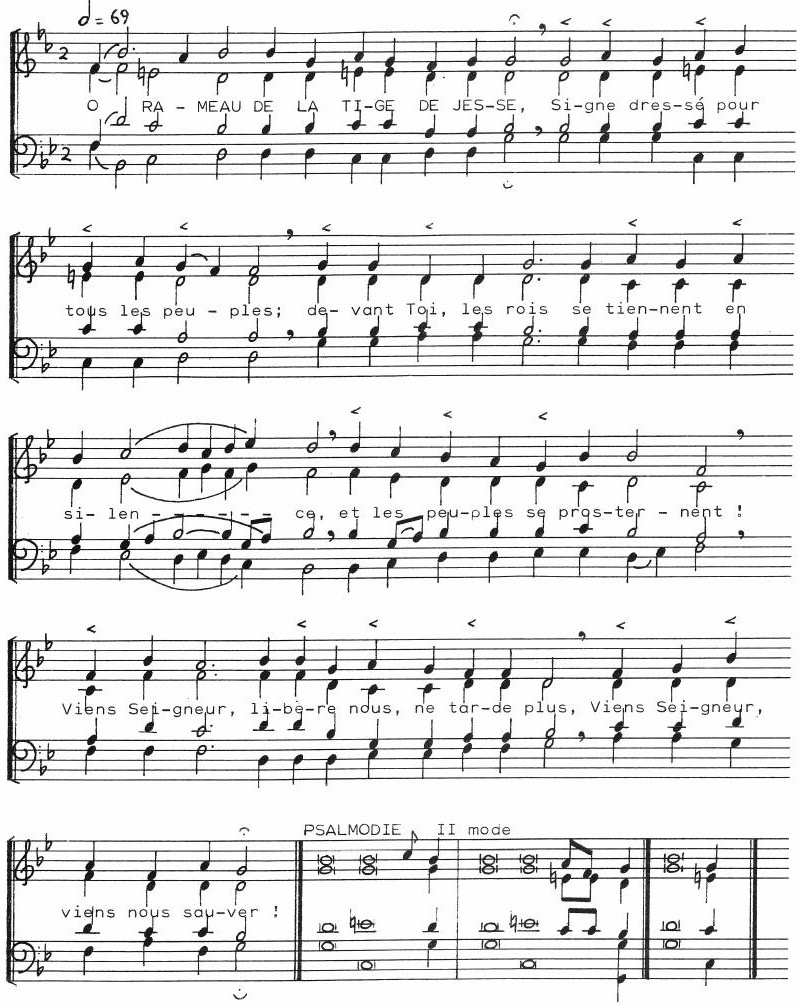 = 69
2
O RA - MEAU DE LA TI-GE DE JES-SE, Si-gne dres-sé pour
2
tous les peu - ples; de-vant Toi, les rois se tien-nent en
si- len - - - - - - ce, et les peu-ples se pros-ter - nent !
Viens Sei-gneur, li-bè-re nous, ne tar-de plus, Viens Sei-gneur,
PSALMODIE II mode
viens nous sau-ver !